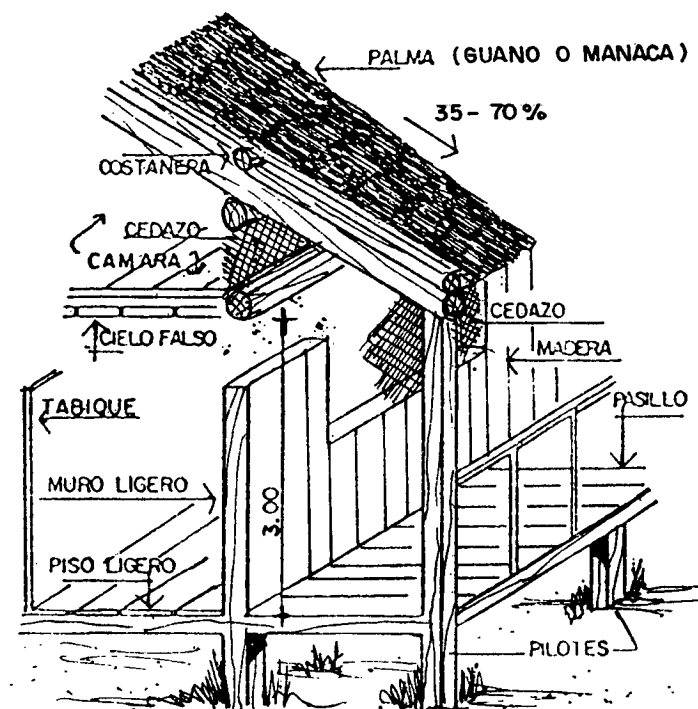 PALMA (GUANO O MANACA)
35-70%
COSTANERA
CEDAZO
CAMARA
CEDAZO
CIELO FALSO
MADERA
TABIQUE
PASILLO
MURO LIGERO
3.00
PISO LIGERO
PILOTES